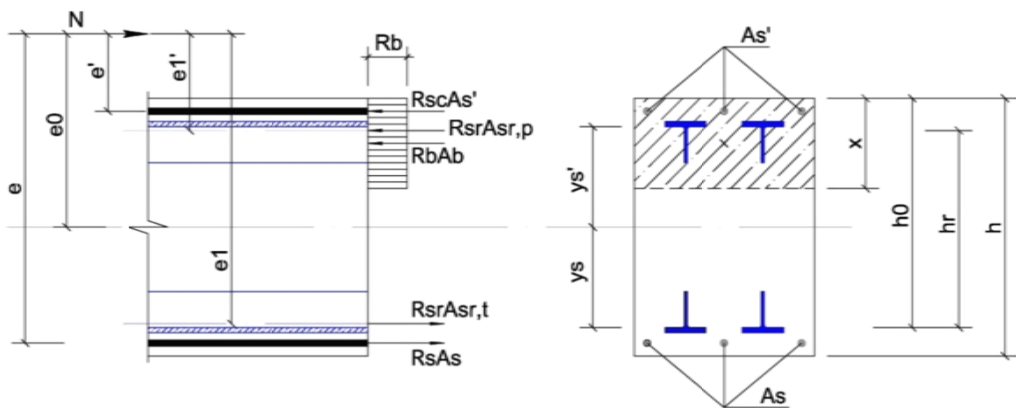 N
Rb
As'
e'
e1'
RscAs'
RsrAsr,p
RbAb
e0
e
ys'
x
h0
hr
h
e1
ys
RsrAsr,t
RsAs
As